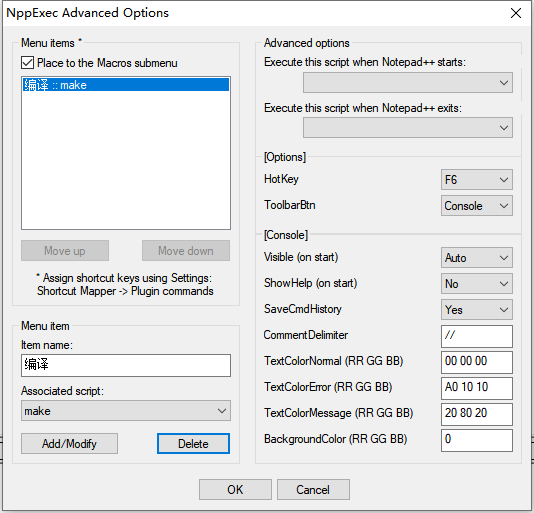 NppExec Advanced Options
Menu items *
Place to the Macros submenu
编译 :: make
Move up
Move down
* Assign shortcut keys using Settings:
Shortcut Mapper -> Plugin commands
Menu item
Item name:
编译
Associated script:
make
Add/Modify
Delete
Advanced options
Execute this script when Notepad++ starts:
Execute this script when Notepad++ exits:
[Options]
HotKey
F6
ToolbarBtn
Console
[Console]
Visible (on start)
Auto
ShowHelp (on start)
No
SaveCmdHistory
Yes
CommentDelimiter
//
TextColorNormal (RR GG BB)
00 00 00
TextColorError (RR GG BB)
A0 10 10
TextColorMessage (RR GG BB)
20 80 20
BackgroundColor (RR GG BB)
0
OK
Cancel